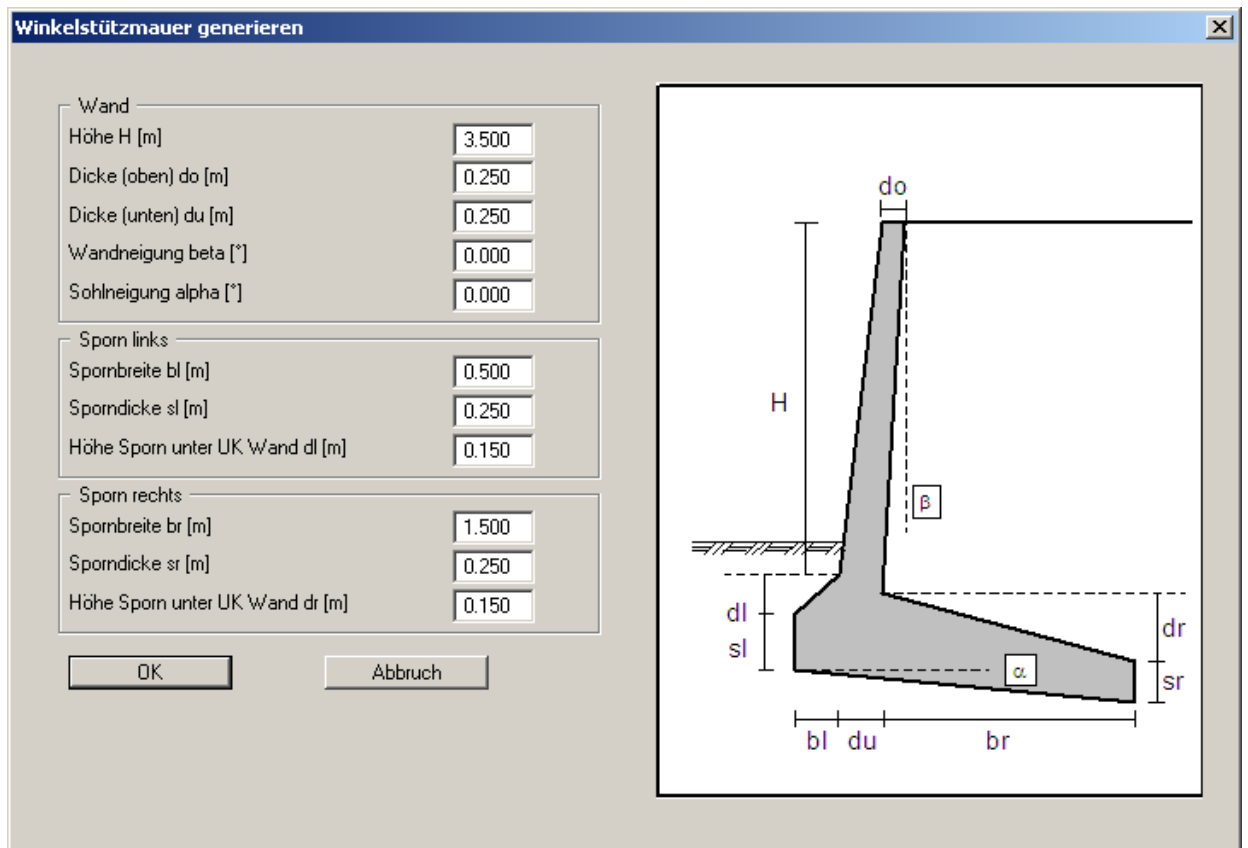 Winkelstützmauer generieren
Wand
Höhe H [m] 3.500
Dicke (oben) do [m] 0.250
Dicke (unten) du [m] 0.250
Wandneigung beta [°] 0.000
Sohlneigung alpha [°] 0.000
Sporn links
Spornbreite bl [m] 0.500
Sporndicke sl [m] 0.250
Höhe Sporn unter UK Wand dl [m] 0.150
Sporn rechts
Spornbreite br [m] 1.500
Sporndicke sr [m] 0.250
Höhe Sporn unter UK Wand dr [m] 0.150
OK Abbruch
do
H
β
dl
sl
dr
α
sr
bl du br